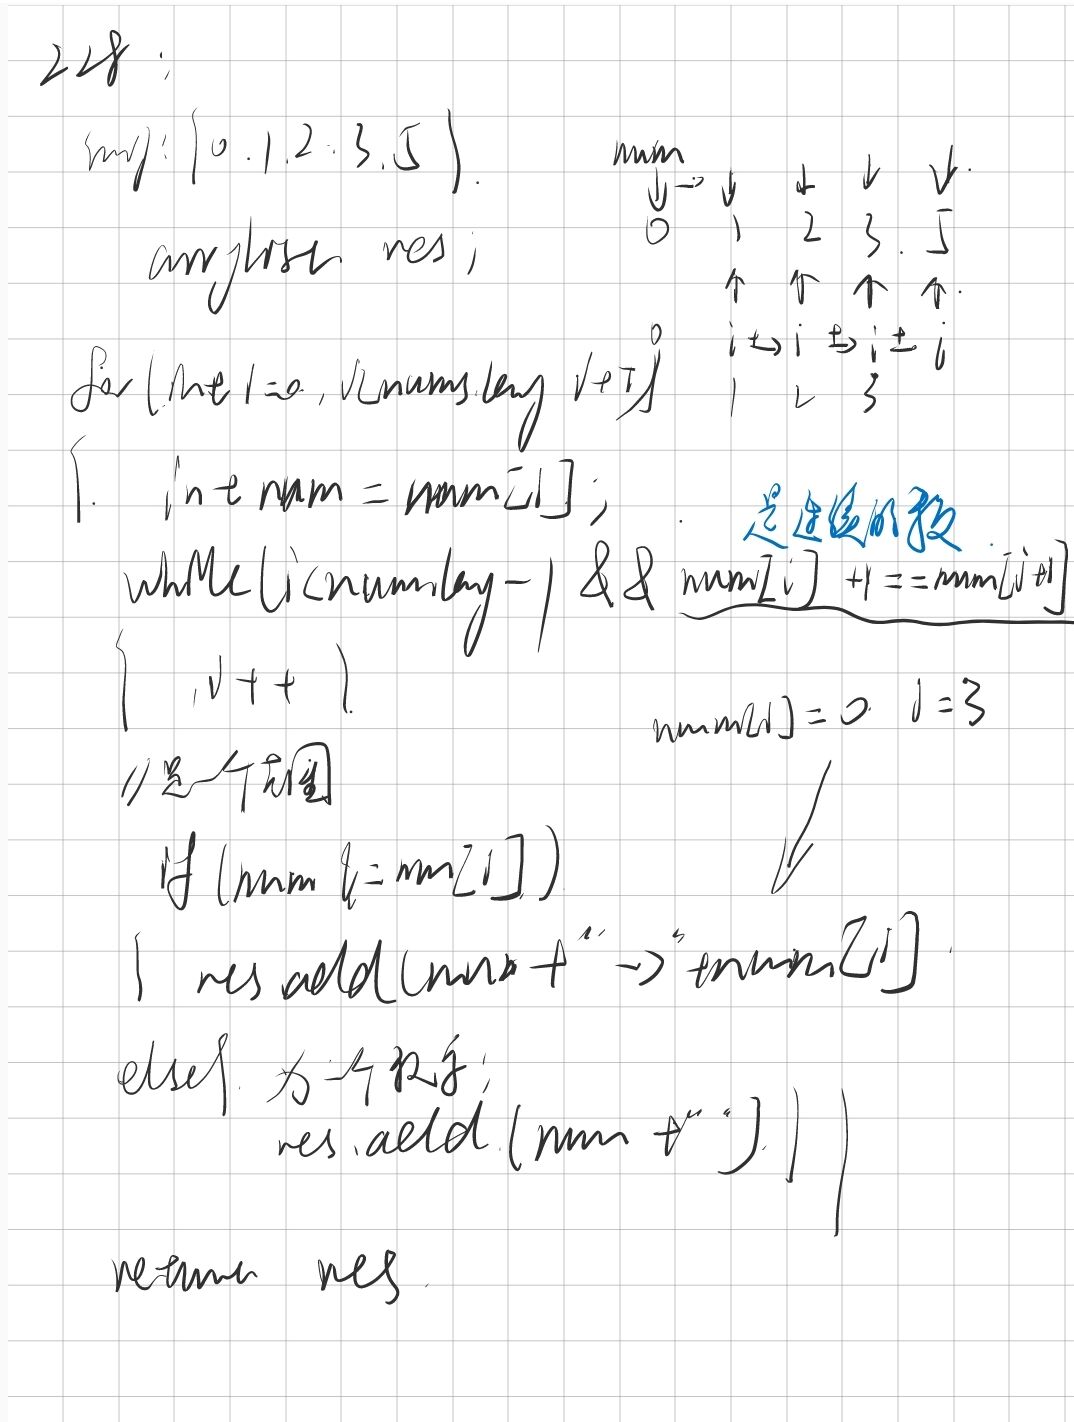 228:
{0.1.2.3.5}.
num
0 1 2 3. 5
arraylist res;
i ++→ i ++→ i ++ i
1 2 3
for(int i=0, i<nums.leng i++)
{. int num = num[i];
是连续的数
while(i<num.leng-1 && num[i] +1==num[i+1]
{ i++ }
num[i]=0 i=3
//是一个范围
if (num !=num[i])
{ res.add(num+"->"+num[i]
else{. 为一个数字;
res.add(num+"") } }
return res.